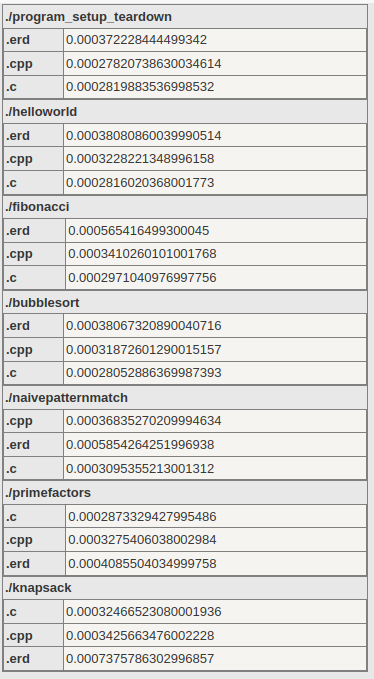 ./program_setup_teardown
.erd 0.000372228444499342
.cpp 0.00027820738630034614
.c 0.0002819883536998532
./helloworld
.erd 0.00038080860039990514
.cpp 0.0003228221348996158
.c 0.0002816020368001773
./fibonacci
.erd 0.000565416499300045
.cpp 0.0003410260101001768
.c 0.0002971040976997756
./bubblesort
.erd 0.00038067320890040716
.cpp 0.00031872601290015157
.c 0.00028052886369987393
./naivepatternmatch
.cpp 0.00036835270209994634
.erd 0.0005854264251996938
.c 0.0003095355213001312
./primefactors
.c 0.0002873329427995486
.cpp 0.0003275406038002984
.erd 0.0004085504034999758
./knapsack
.c 0.00032466523080001936
.cpp 0.0003425663476002228
.erd 0.0007375786302996857